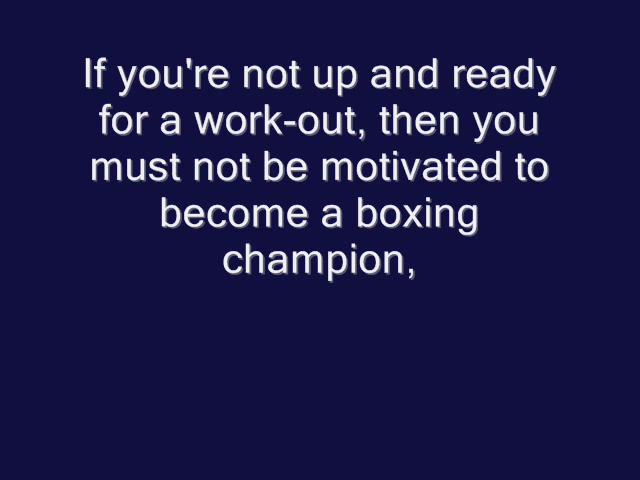 If you're not up and ready
for a work-out, then you
must not be motivated to
become a boxing
champion,